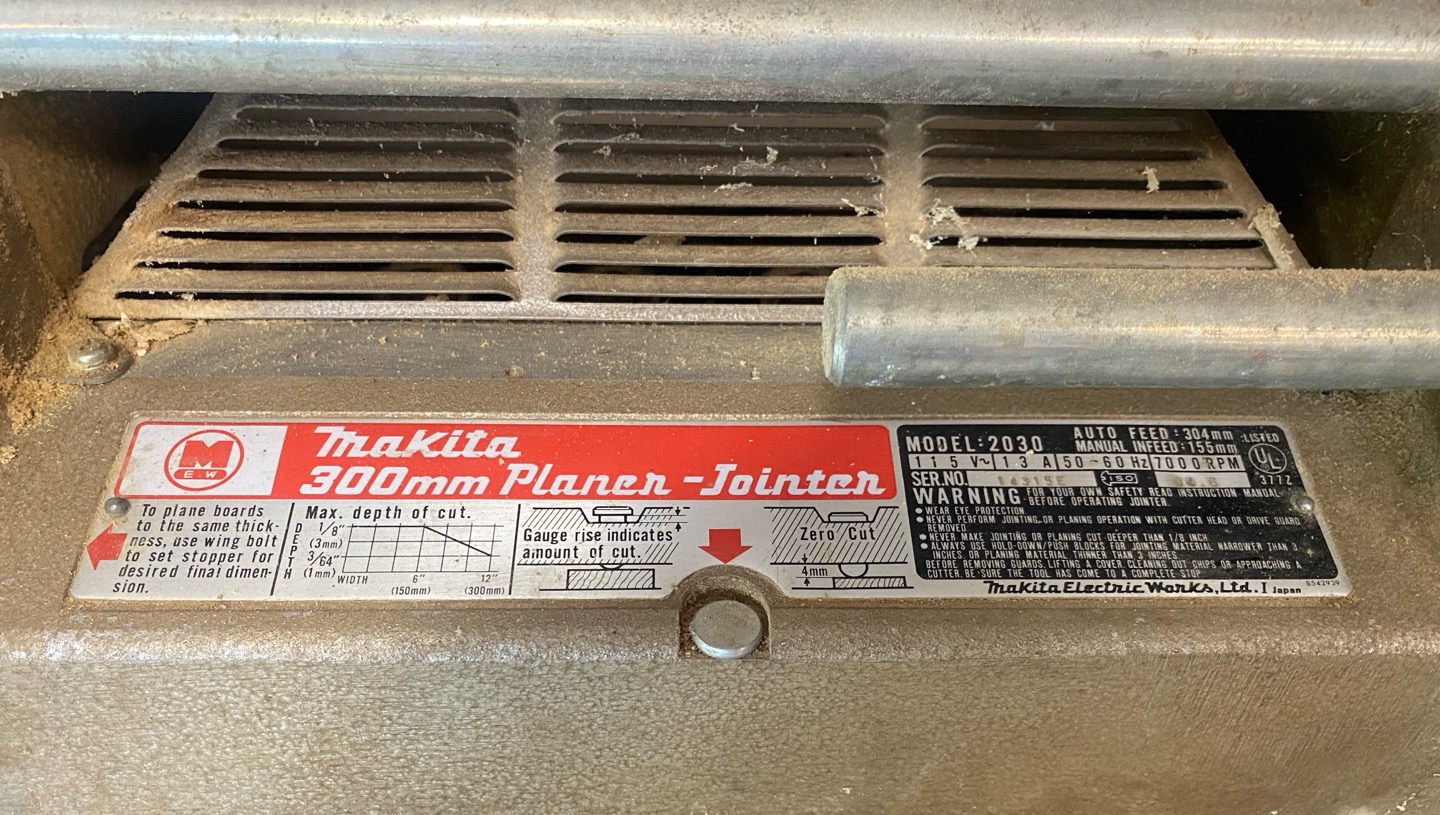 M
E.W
Makita
300mm Planer-Jointer
To plane boards
to the same thick-
ness, use wing bolt
to set stopper for
desired final dimen-
sion.
Max. depth of cut.
DEPTH
1/8"
(3mm)
3/64"
(1mm)
WIDTH 6" 12"
(150mm) (300mm)
Gauge rise indicates
amount of cut.
Zero Cut
4mm
MODEL:2030
AUTO FEED:304mm
MANUAL INFEED:155mm
115 V~ 13 A 50-60 Hz 7000 RPM
LISTED
UL
377Z
SER.NO.
WARNING FOR YOUR OWN SAFETY READ INSTRUCTION MANUAL
BEFORE OPERATING JOINTER
● WEAR EYE PROTECTION
● NEVER PERFORM JOINTING OR PLANING OPERATION WITH CUTTER HEAD OR DRIVE GUARD
REMOVED
● NEVER MAKE JOINTING OR PLANING CUT DEEPER THAN 1/8 INCH
● ALWAYS USE HOLD-DOWN/PUSH BLOCKS FOR JOINTING MATERIAL NARROWER THAN 3
INCHES, OR PLANING MATERIAL THINNER THAN 3 INCHES
BEFORE REMOVING GUARDS, LIFTING A COVER, CLEANING OUT CHIPS OR APPROACHING A
CUTTER, BE SURE THE TOOL HAS COME TO A COMPLETE STOP
Makita Electric Works, Ltd. I Japan
8542939